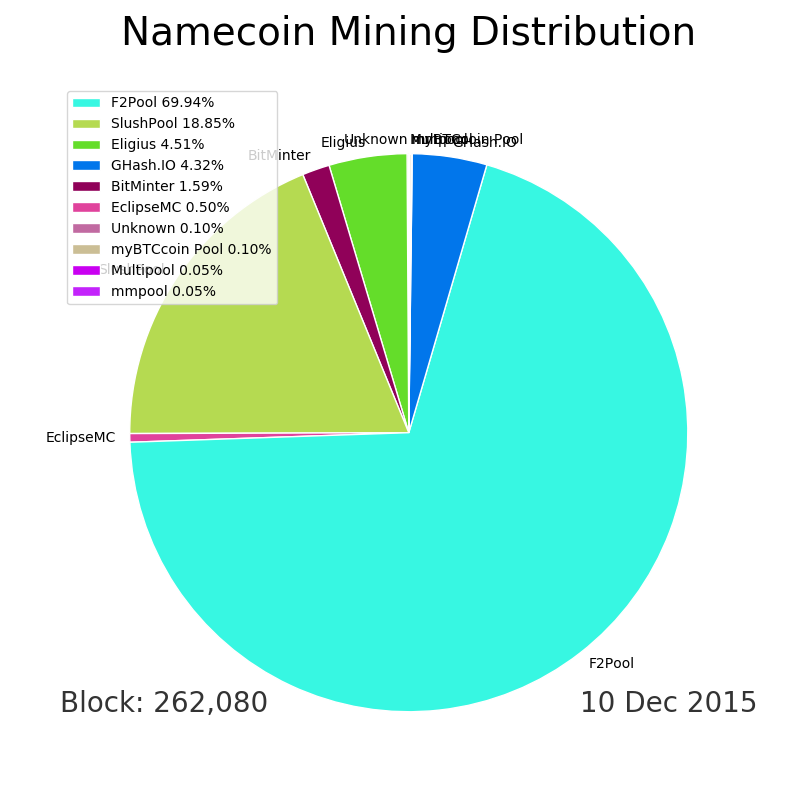 Namecoin Mining Distribution
F2Pool 69.94%
SlushPool 18.85%
Eligius 4.51%
GHash.IO 4.32%
BitMinter 1.59%
EclipseMC 0.50%
Unknown 0.10%
myBTCcoin Pool 0.10%
Multipool 0.05%
mmpool 0.05%
BitMinter
Eligius
Unknown
myBTCcoin Pool
GHash.IO
EclipseMC
F2Pool
Block: 262,080
10 Dec 2015